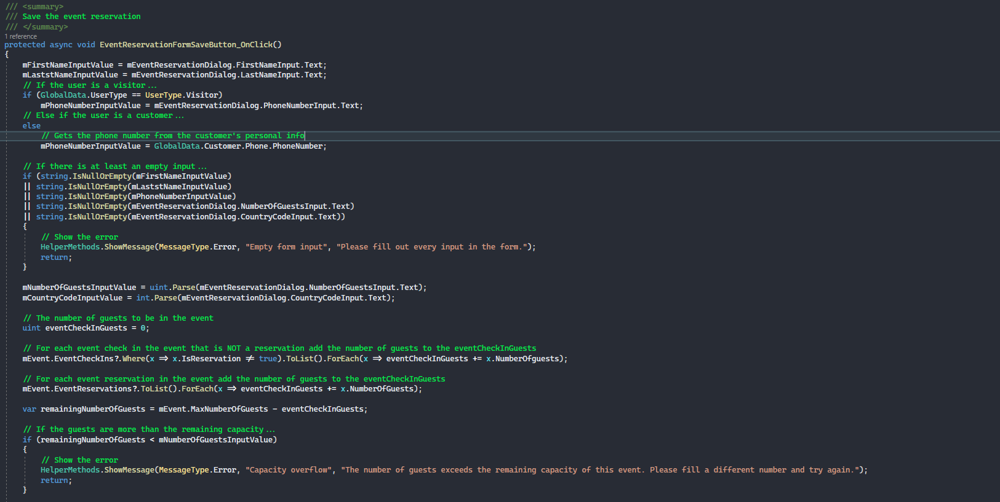 /// <summary>
/// Save the event reservation
/// </summary>
1 reference
protected async void EventReservationFormSaveButton_OnClick()
{
mFirstNameInputValue = mEventReservationDialog.FirstNameInput.Text;
mLaststNameInputValue = mEventReservationDialog.LastNameInput.Text;
// If the user is a visitor...
if (GlobalData.UserType == UserType.Visitor)
mPhoneNumberInputValue = mEventReservationDialog.PhoneNumberInput.Text;
// Else if the user is a customer...
else
// Gets the phone number from the customer's personal info
mPhoneNumberInputValue = GlobalData.Customer.Phone.PhoneNumber;
// If there is at least an empty input...
if (string.IsNullOrEmpty(mFirstNameInputValue)
|| string.IsNullOrEmpty(mLaststNameInputValue)
|| string.IsNullOrEmpty(mPhoneNumberInputValue)
|| string.IsNullOrEmpty(mEventReservationDialog.NumberOfGuestsInput.Text)
|| string.IsNullOrEmpty(mEventReservationDialog.CountryCodeInput.Text))
{
// Show the error
HelperMethods.ShowMessage(MessageType.Error, "Empty form input", "Please fill out every input in the form.");
return;
}
mNumberOfGuestsInputValue = uint.Parse(mEventReservationDialog.NumberOfGuestsInput.Text);
mCountryCodeInputValue = int.Parse(mEventReservationDialog.CountryCodeInput.Text);
// The number of guests to be in the event
uint eventCheckInGuests = 0;
// For each event check in the event that is NOT a reservation add the number of guests to the eventCheckInGuests
mEvent.EventCheckIns?.Where(x => x.IsReservation != true).ToList().ForEach(x => eventCheckInGuests += x.NumberOfguests);
// For each event reservation in the event add the number of guests to the eventCheckInGuests
mEvent.EventReservations?.ToList().ForEach(x => eventCheckInGuests += x.NumberOfGuests);
var remainingNumberOfGuests = mEvent.MaxNumberOfGuests - eventCheckInGuests;
// If the guests are more than the remaining capacity...
if (remainingNumberOfGuests < mNumberOfGuestsInputValue)
{
// Show the error
HelperMethods.ShowMessage(MessageType.Error, "Capacity overflow", "The number of guests exceeds the remaining capacity of this event. Please fill a different number and try again.");
return;
}